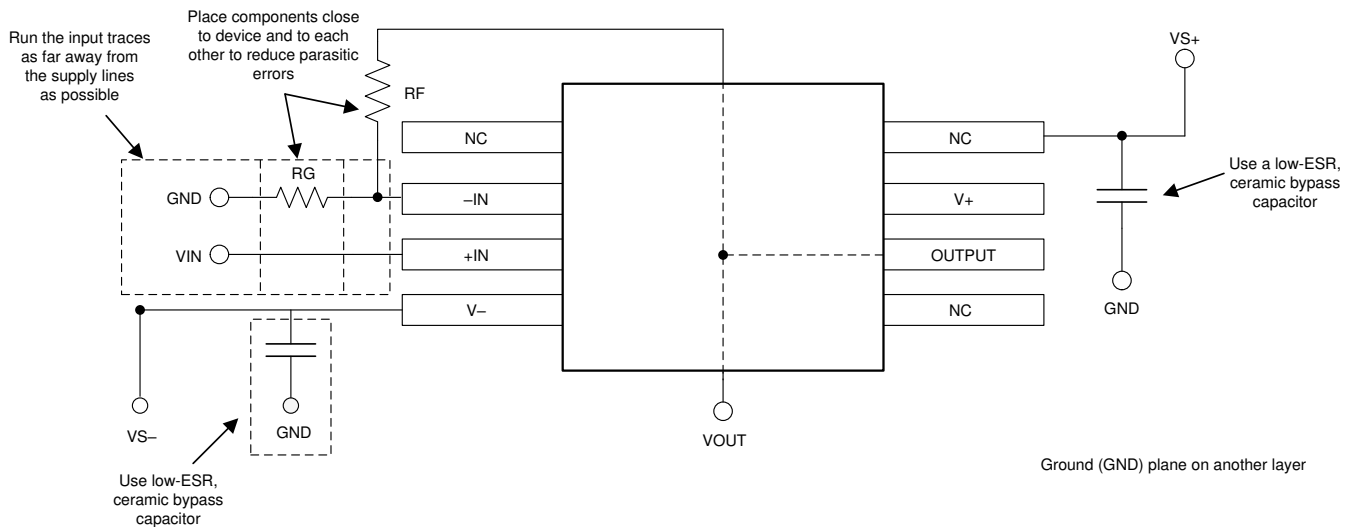 Place components close
to device and to each
other to reduce parasitic
errors
Run the input traces
as far away from
the supply lines
as possible
VS+
RF
NC
NC
Use a low-ESR,
ceramic bypass
capacitor
RG
GND
–IN
V+
VIN
+IN
OUTPUT
V–
NC
GND
VS–
GND
VOUT
Use low-ESR,
ceramic bypass
capacitor
Ground (GND) plane on another layer